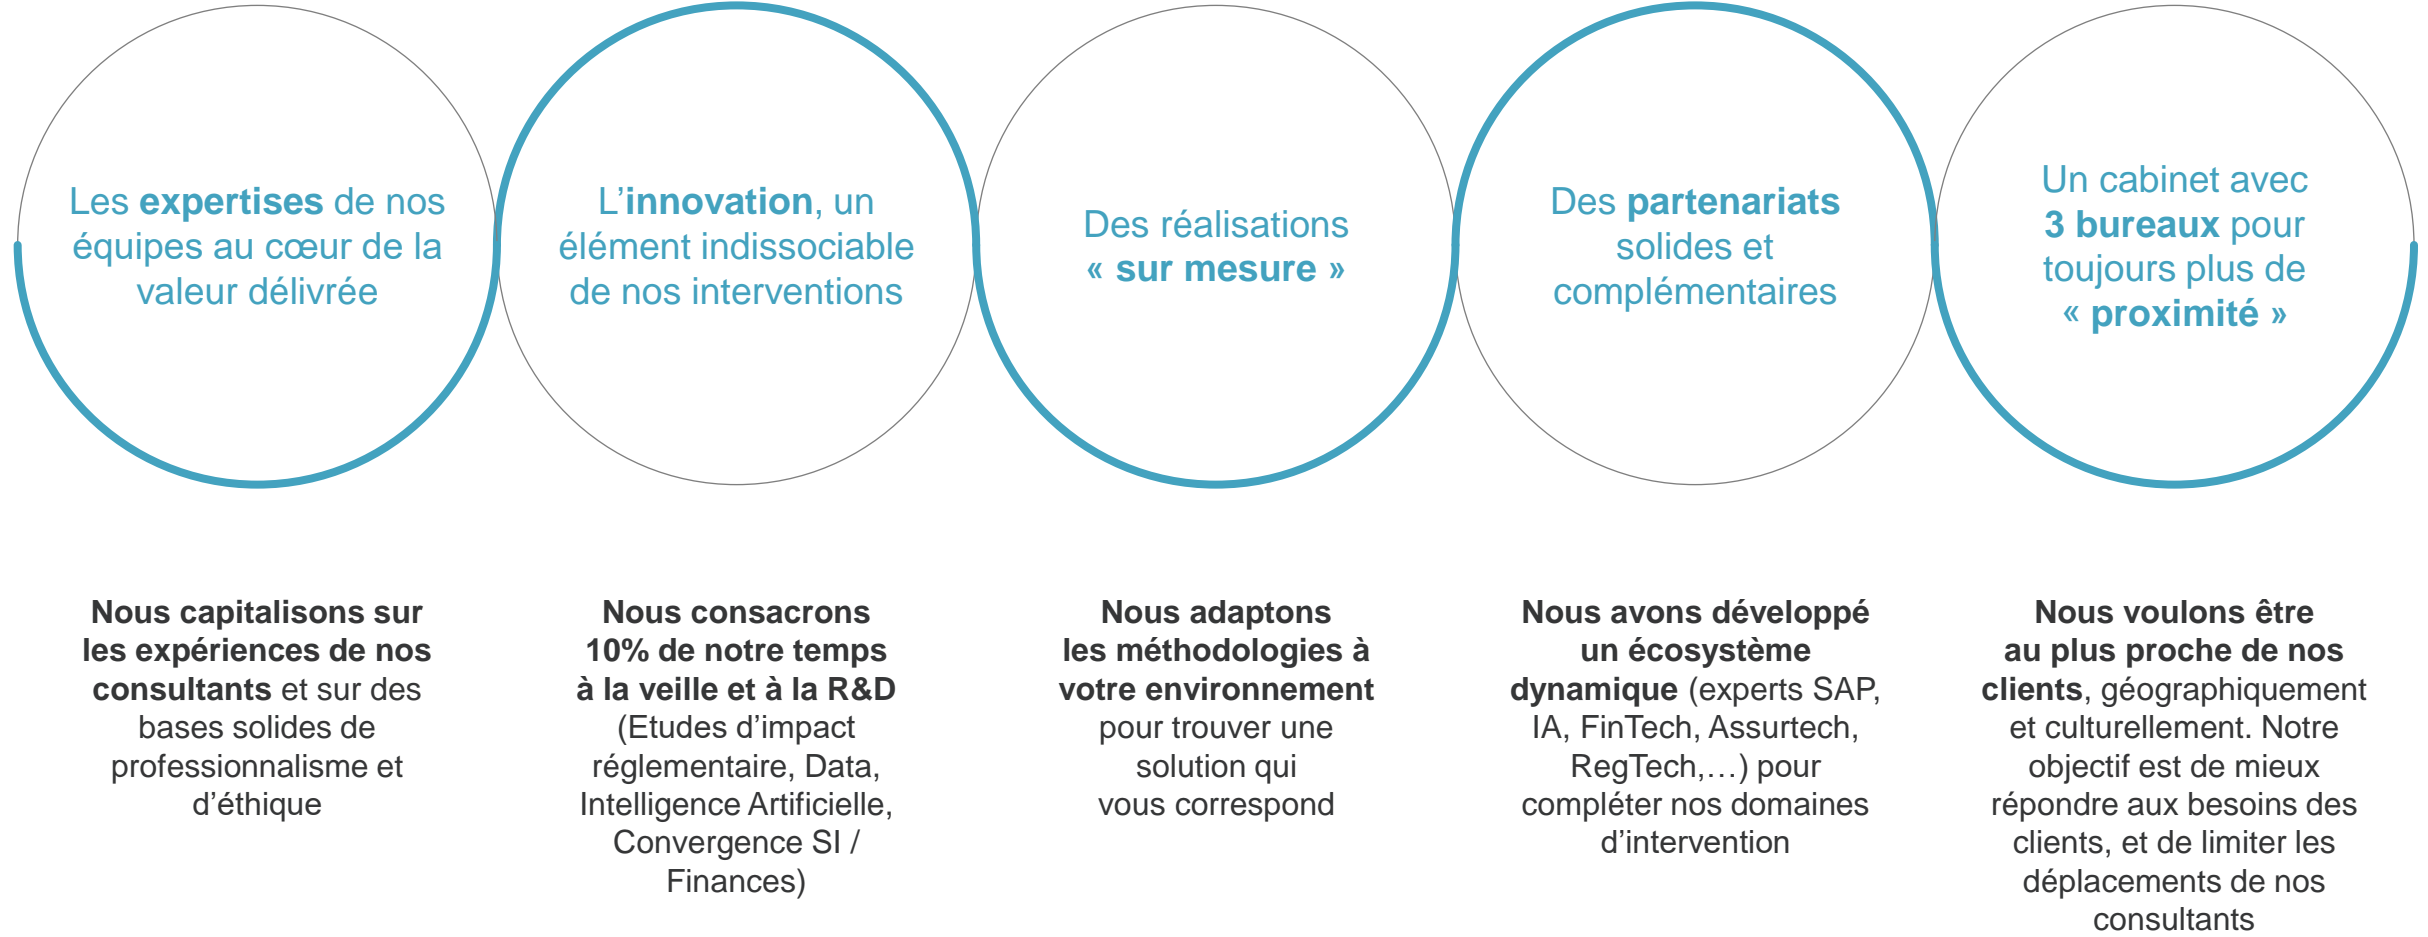 Les expertises de nos
équipes au cœur de la
valeur délivrée
L’innovation, un
élément indissociable
de nos interventions
Des réalisations
« sur mesure »
Des partenariats
solides et
complémentaires
Un cabinet avec
3 bureaux pour
toujours plus de
« proximité »
Nous capitalisons sur
les expériences de nos
consultants et sur des
bases solides de
professionnalisme et
d’éthique
Nous consacrons
10% de notre temps
à la veille et à la R&D
(Etudes d’impact
réglementaire, Data,
Intelligence Artificielle,
Convergence SI /
Finances)
Nous adaptons
les méthodologies à
votre environnement
pour trouver une
solution qui
vous correspond
Nous avons développé
un écosystème
dynamique (experts SAP,
IA, FinTech, Assurtech,
RegTech,…) pour
compléter nos domaines
d’intervention
Nous voulons être
au plus proche de nos
clients, géographiquement
et culturellement. Notre
objectif est de mieux
répondre aux besoins des
clients, et de limiter les
déplacements de nos
consultants